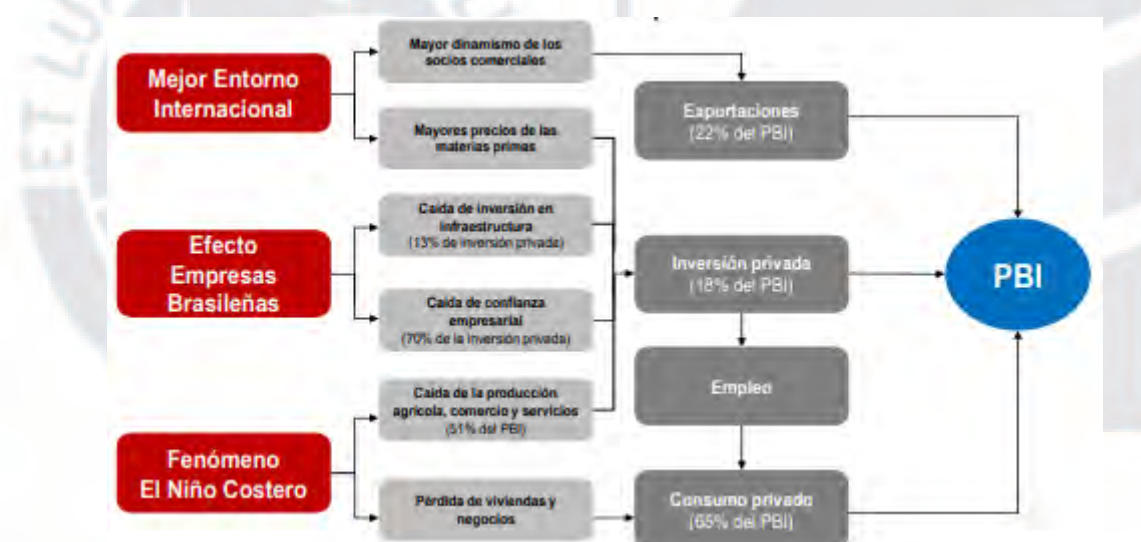 ET LU
Mejor Entorno
Internacional
Mayor dinamismo de los
socios comerciales
Mayores precios de las
materias primas
Exportaciones
(22% del PBI)
Efecto
Empresas
Brasileñas
Caída de inversión en
infraestructura
(13% de inversión privada)
Caída de confianza
empresarial
(70% de la inversión privada)
Inversión privada
(18% del PBI)
PBI
Empleo
Fenómeno
El Niño Costero
Caída de la producción
agrícola, comercio y servicios
(51% del PBI)
Pérdida de viviendas y
negocios
Consumo privado
(65% del PBI)